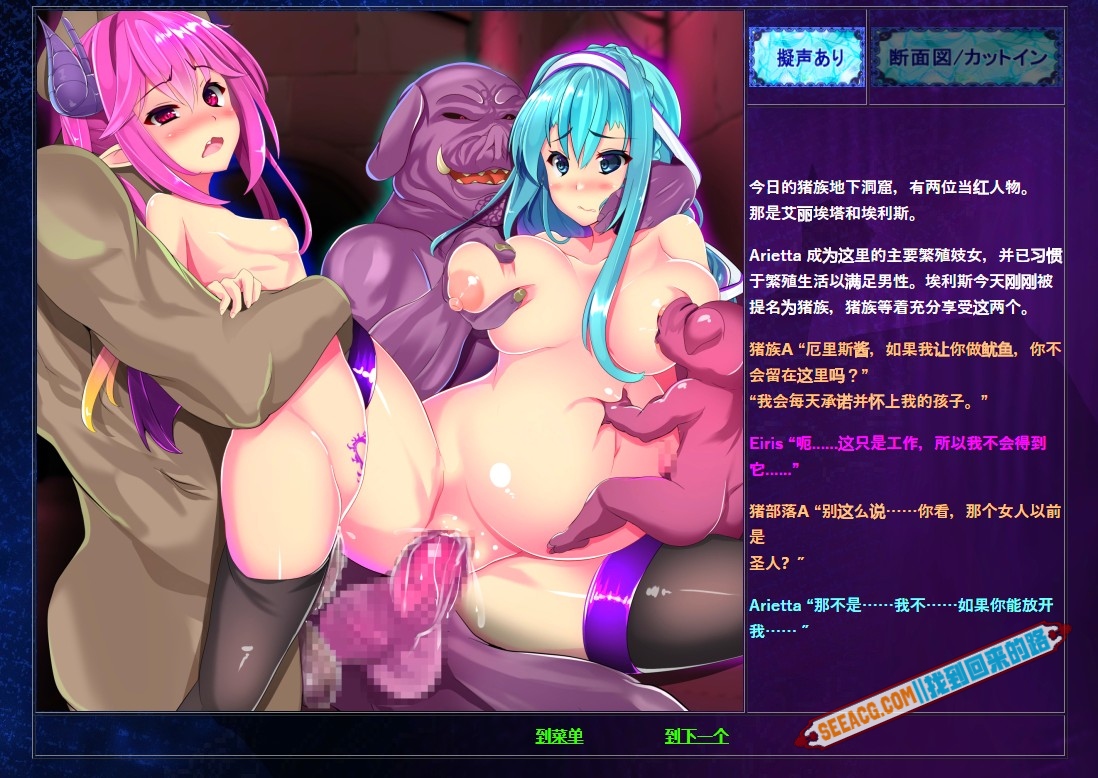 擬声あり
断面図/カットイン
今日的猪族地下洞窟，有两位当红人物。
那是艾丽埃塔和埃利斯。
Arietta 成为这里的主要繁殖妓女，并已习惯
于繁殖生活以满足男性。埃利斯今天刚刚被
提名为猪族，猪族等着充分享受这两个。
猪族A “厄里斯酱，如果我让你做鱿鱼，你不
会留在这里吗？”
“我会每天承诺并怀上我的孩子。”
Eiris “呃……这只是工作，所以我不会得到
它……”
猪部落A “别这么说……你看，那个女人以前
是
圣人？”
Arietta “那不是……我不……如果你能放开
我…… ”
SEEACG.COM||找到回来的路
到菜单 到下一个